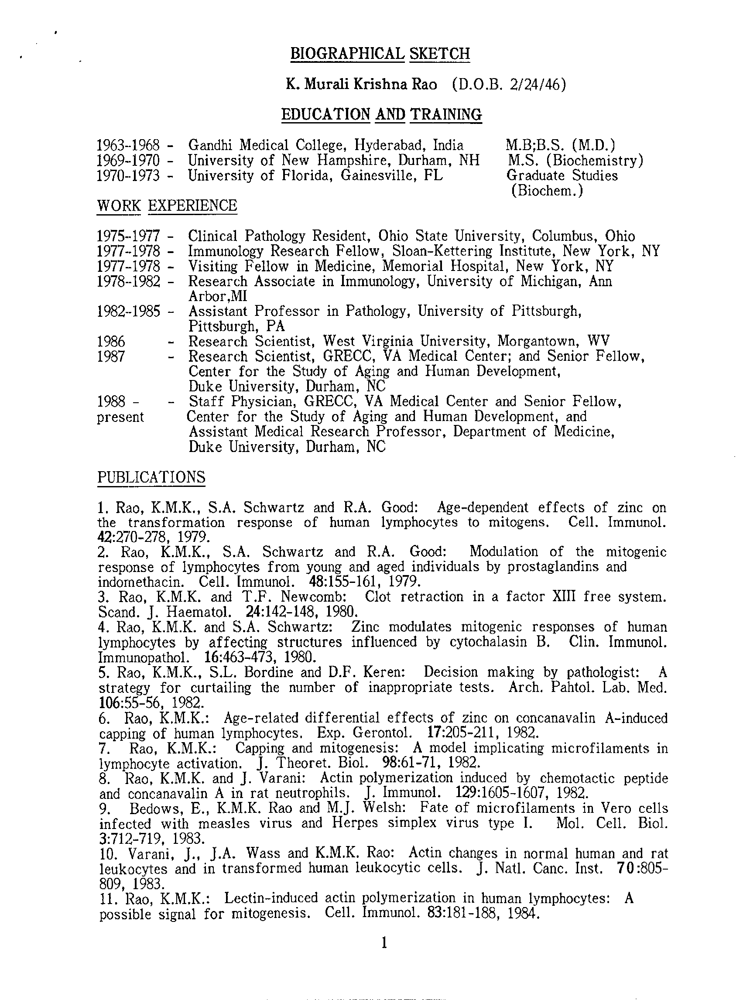 BIOGRAPHICAL SKETCH
K. Murali Krishna Rao (D.O.B. 2/24/46)
EDUCATION AND TRAINING
1963-1968 - Gandhi Medical College, Hyderabad, India M.B;B.S. (M.D.)
1969-1970 - University of New Hampshire, Durham, NH M.S. (Biochemistry)
1970-1973 - University of Florida, Gainesville, FL Graduate Studies
(Biochem.)
WORK EXPERIENCE
1975-1977 - Clinical Pathology Resident, Ohio State University, Columbus, Ohio
1977-1978 - Immunology Research Fellow, Sloan-Kettering Institute, New York, NY
1977-1978 - Visiting Fellow in Medicine, Memorial Hospital, New York, NY
1978-1982 - Research Associate in Immunology, University of Michigan, Ann
Arbor,MI
1982-1985 - Assistant Professor in Pathology, University of Pittsburgh,
Pittsburgh, PA
1986 - Research Scientist, West Virginia University, Morgantown, WV
1987 - Research Scientist, GRECC, VA Medical Center; and Senior Fellow,
Center for the Study of Aging and Human Development,
Duke University, Durham, NC
1988 - - Staff Physician, GRECC, VA Medical Center and Senior Fellow,
present Center for the Study of Aging and Human Development, and
Assistant Medical Research Professor, Department of Medicine,
Duke University, Durham, NC
PUBLICATIONS
1. Rao, K.M.K., S.A. Schwartz and R.A. Good: Age-dependent effects of zinc on
the transformation response of human lymphocytes to mitogens. Cell. Immunol.
42:270-278, 1979.
2. Rao, K.M.K., S.A. Schwartz and R.A. Good: Modulation of the mitogenic
response of lymphocytes from young and aged individuals by prostaglandins and
indomethacin. Cell. Immunol. 48:155-161, 1979.
3. Rao, K.M.K. and T.F. Newcomb: Clot retraction in a factor XIII free system.
Scand. J. Haematol. 24:142-148, 1980.
4. Rao, K.M.K. and S.A. Schwartz: Zinc modulates mitogenic responses of human
lymphocytes by affecting structures influenced by cytochalasin B. Clin. Immunol.
Immunopathol. 16:463-473, 1980.
5. Rao, K.M.K., S.L. Bordine and D.F. Keren: Decision making by pathologist: A
strategy for curtailing the number of inappropriate tests. Arch. Pahtol. Lab. Med.
106:55-56, 1982.
6. Rao, K.M.K.: Age-related differential effects of zinc on concanavalin A-induced
capping of human lymphocytes. Exp. Gerontol. 17:205-211, 1982.
7. Rao, K.M.K.: Capping and mitogenesis: A model implicating microfilaments in
lymphocyte activation. J. Theoret. Biol. 98:61-71, 1982.
8. Rao, K.M.K. and J. Varani: Actin polymerization induced by chemotactic peptide
and concanavalin A in rat neutrophils. J. Immunol. 129:1605-1607, 1982.
9. Bedows, E., K.M.K. Rao and M.J. Welsh: Fate of microfilaments in Vero cells
infected with measles virus and Herpes simplex virus type I. Mol. Cell. Biol.
3:712-719, 1983.
10. Varani, J., J.A. Wass and K.M.K. Rao: Actin changes in normal human and rat
leukocytes and in transformed human leukocytic cells. J. Natl. Canc. Inst. 70:805-
809, 1983.
11. Rao, K.M.K.: Lectin-induced actin polymerization in human lymphocytes: A
possible signal for mitogenesis. Cell. Immunol. 83:181-188, 1984.
1